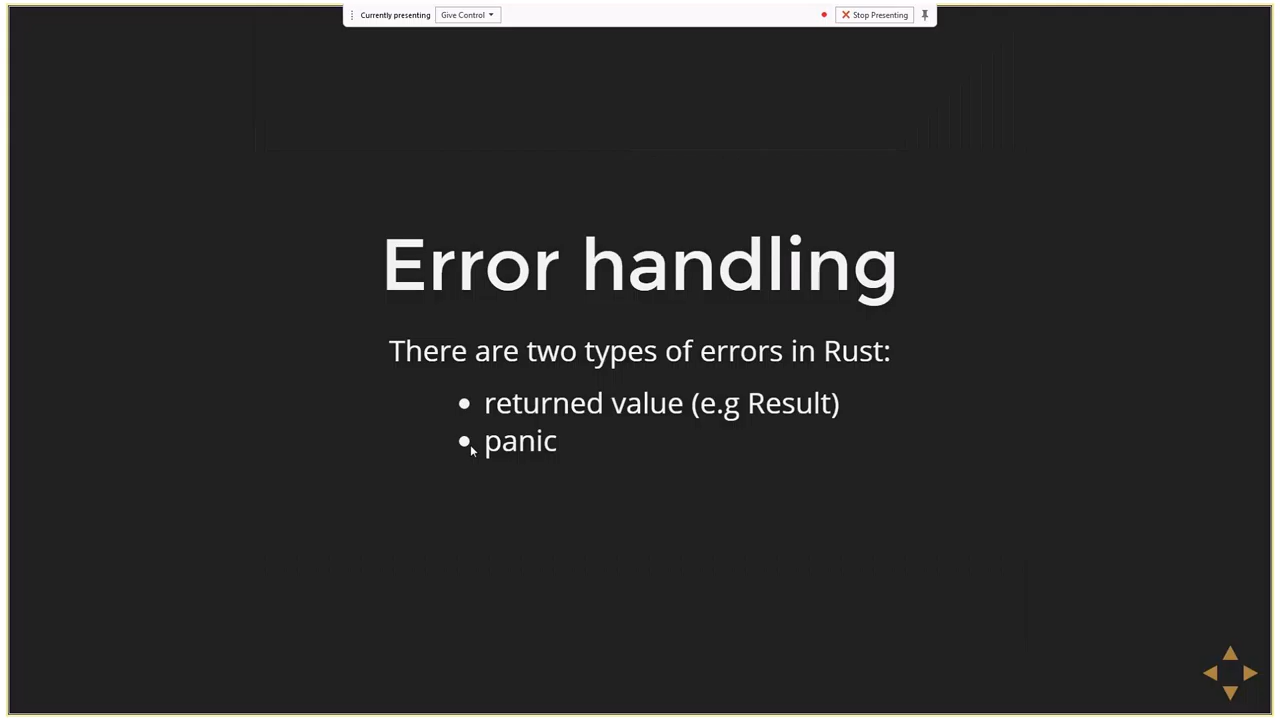 Currently presenting Give Control Stop Presenting
Error handling
There are two types of errors in Rust:
returned value (e.g Result)
panic